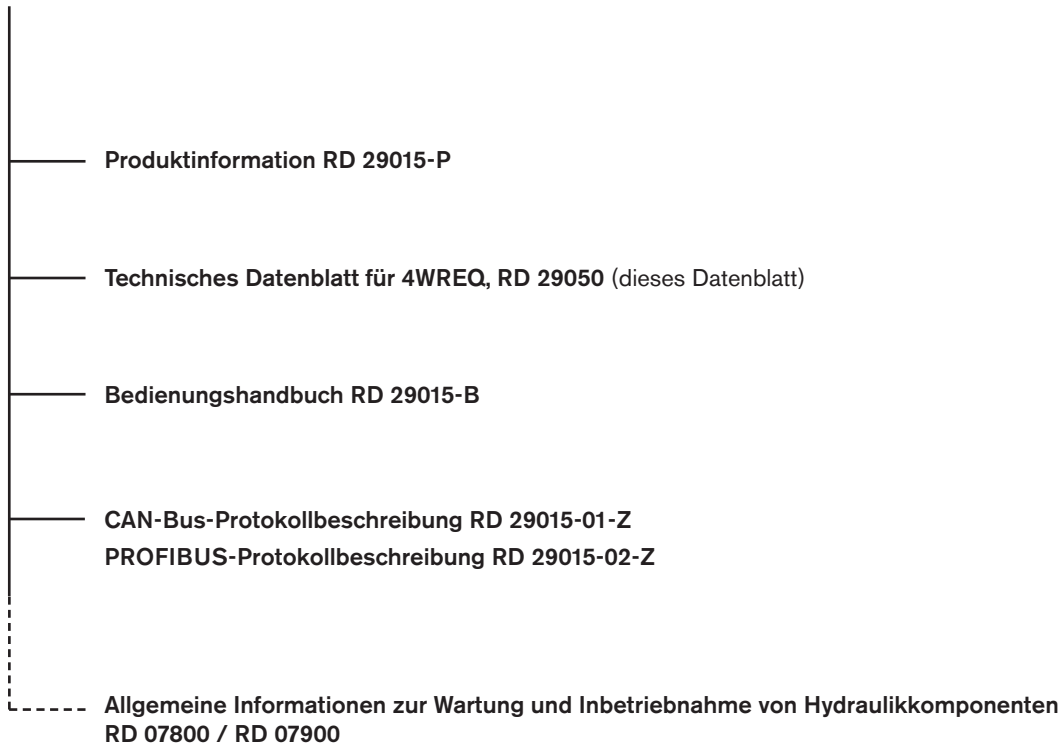 Produktinformation RD 29015-P
Technisches Datenblatt für 4WREQ, RD 29050 (dieses Datenblatt)
Bedienungshandbuch RD 29015-B
CAN-Bus-Protokollbeschreibung RD 29015-01-Z
PROFIBUS-Protokollbeschreibung RD 29015-02-Z
Allgemeine Informationen zur Wartung und Inbetriebnahme von Hydraulikkomponenten
RD 07800 / RD 07900